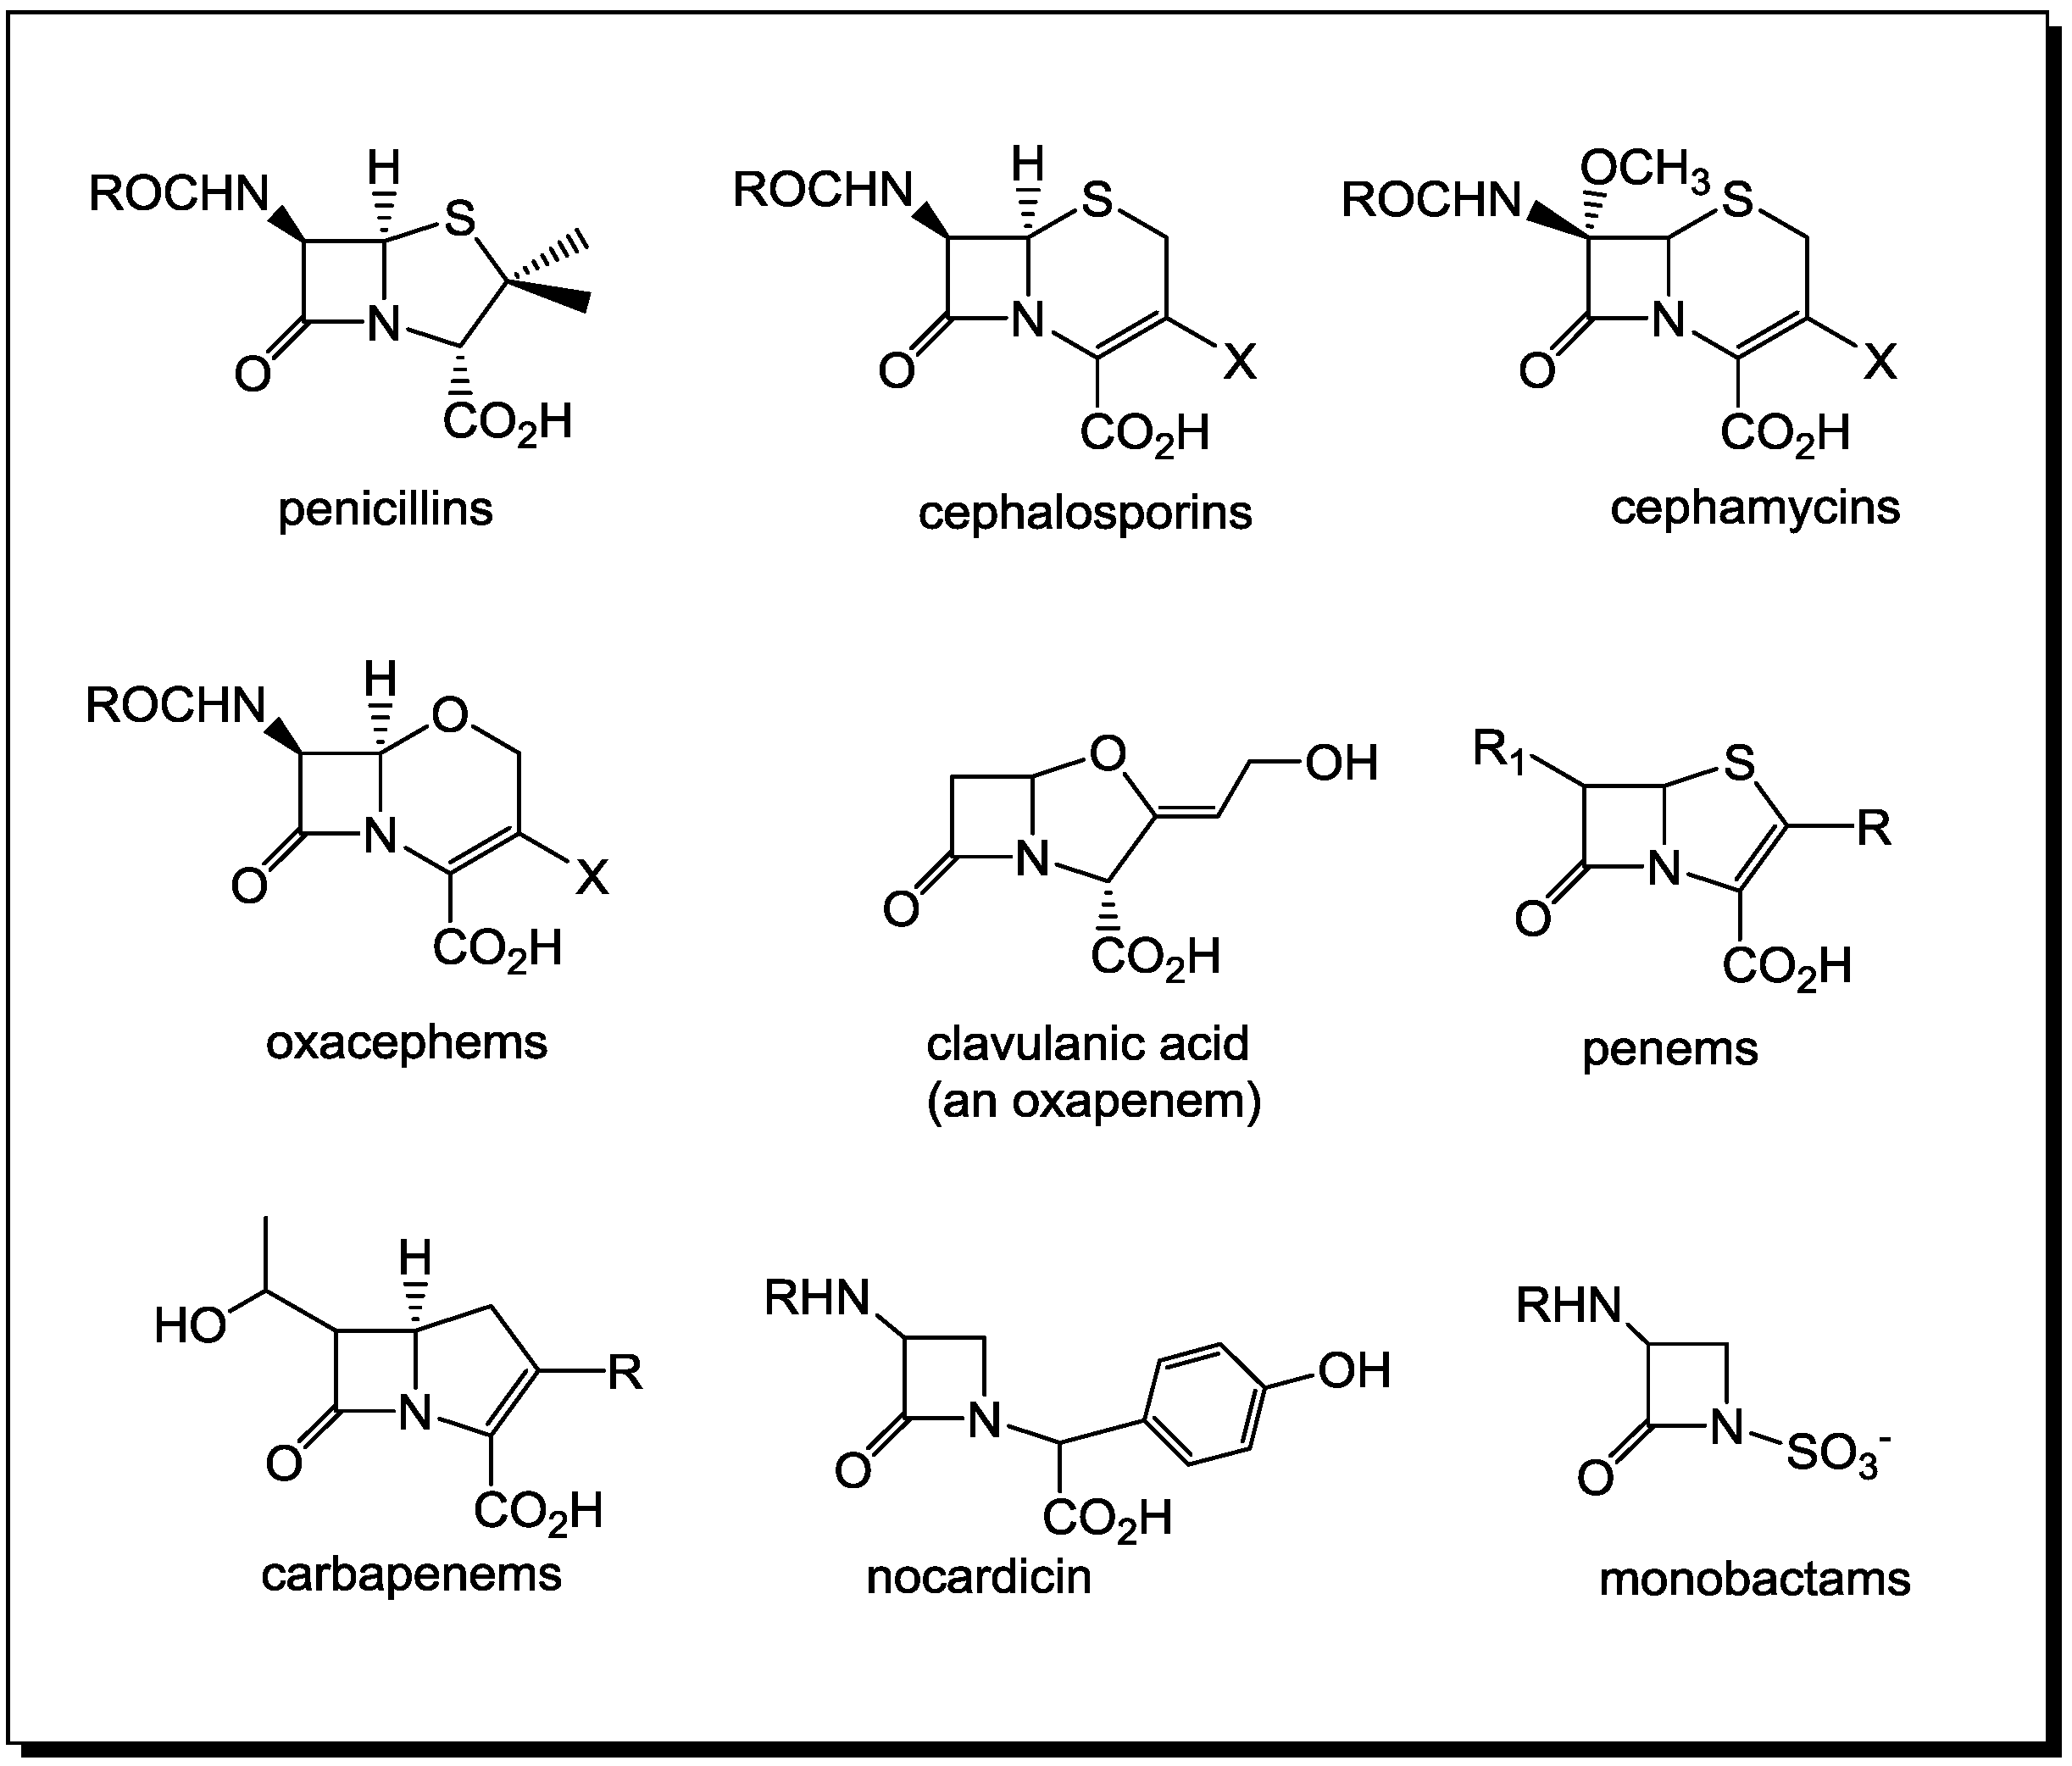 H
ROCHN
S
N
O
CO2H
penicillins
H
ROCHN
S
N
O
X
CO2H
cephalosporins
OCH3
ROCHN
S
N
O
X
CO2H
cephamycins
H
ROCHN
O
N
O
X
CO2H
oxacephems
O
OH
N
O
CO2H
clavulanic acid
(an oxapenem)
R1
S
R
N
O
CO2H
penems
H
HO
R
N
O
CO2H
carbapenems
RHN
OH
N
O
CO2H
nocardicin
RHN
N
SO3-
O
monobactams